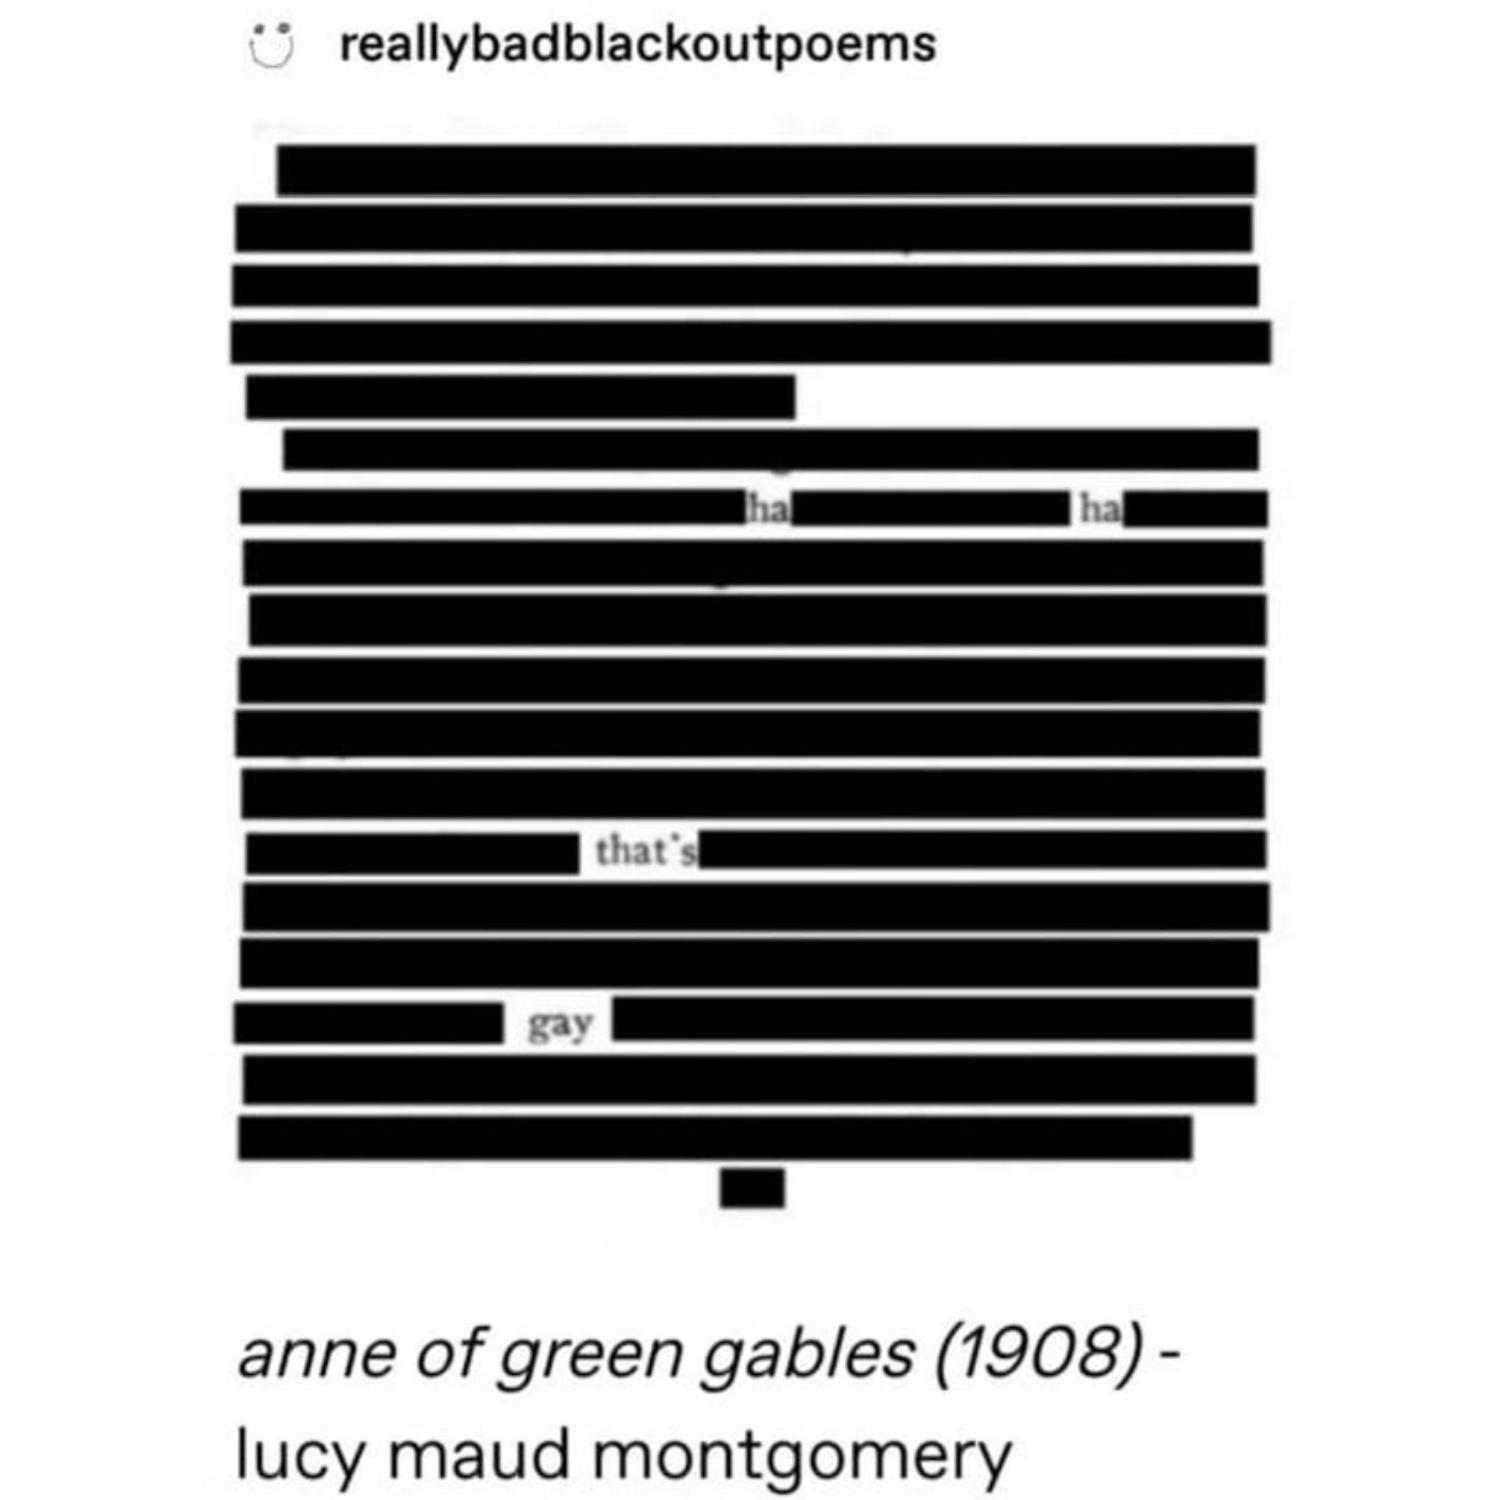 reallybadblackoutpoems
ha ha
that's
gay
anne of green gables (1908) -
lucy maud montgomery